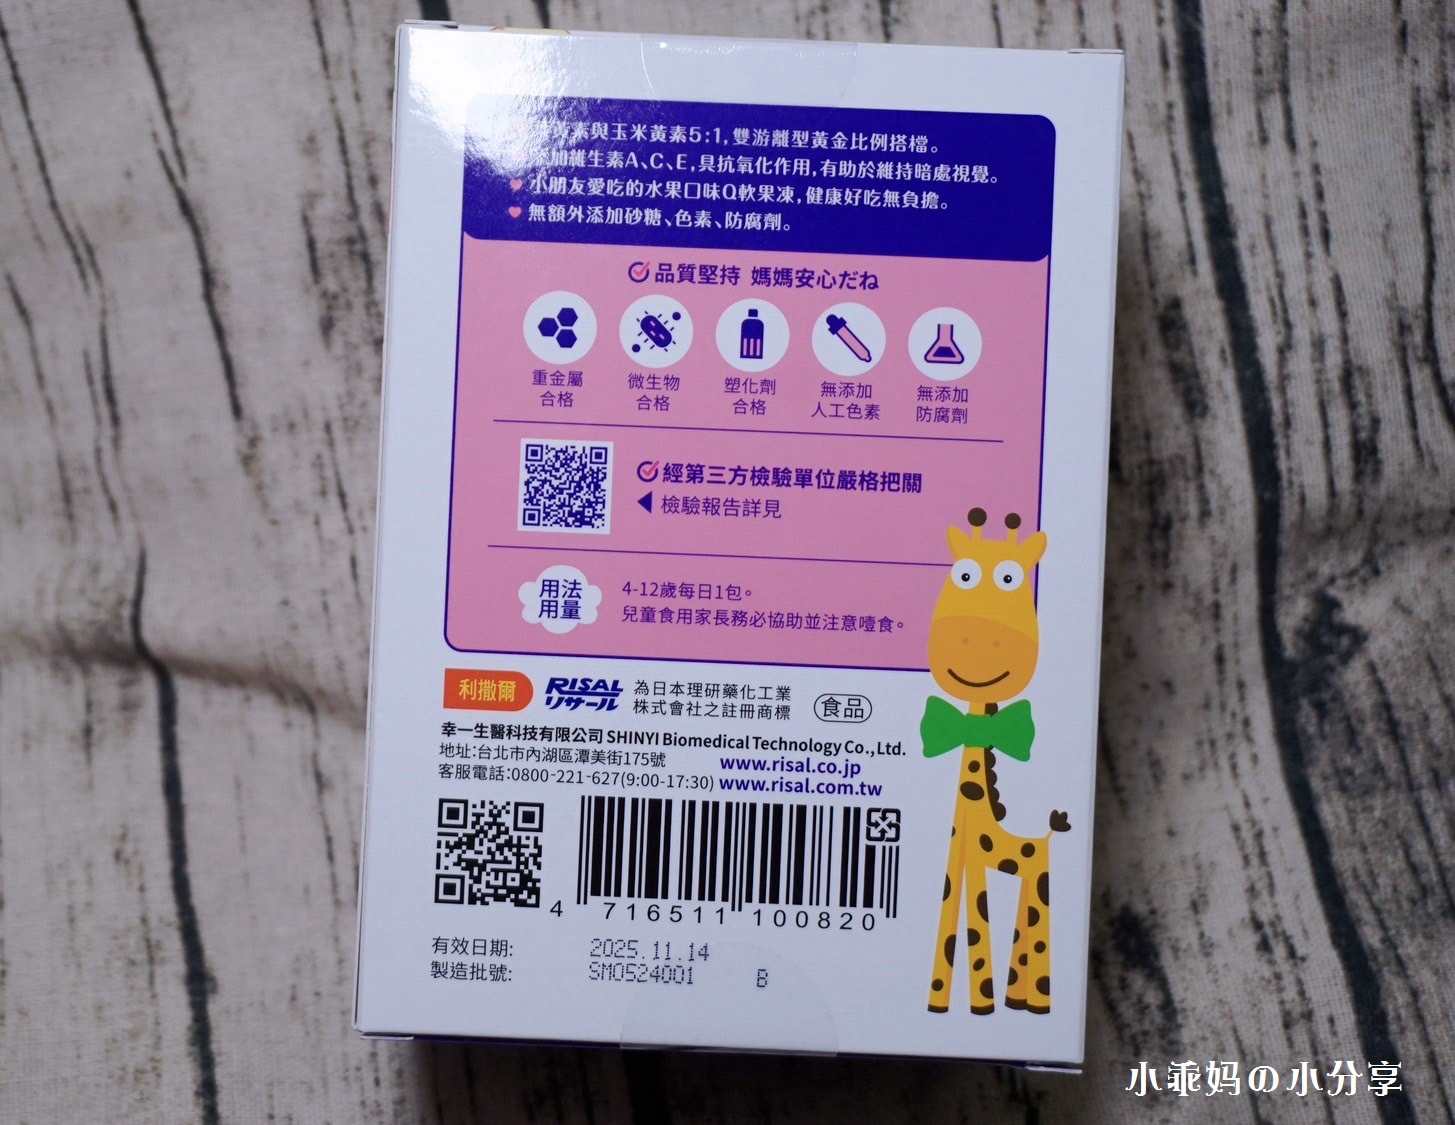 黃素與玉米黃素5:1,雙游離型黃金比例搭檔。
添加維生素A、C、E,具抗氧化作用,有助於維持暗處視覺。
小朋友愛吃的水果口味Q軟果凍,健康好吃無負擔。
無額外添加砂糖、色素、防腐劑。
品質堅持 媽媽安心だね
重金屬
合格
微生物
合格
塑化劑
合格
無添加
人工色素
無添加
防腐劑
經第三方檢驗單位嚴格把關
檢驗報告詳見
用法
用量
4-12歲每日1包。
兒童食用家長務必協助並注意噎食。
利撒爾
RISAL
リサール
為日本理研藥化工業
株式會社之註冊商標
食品
幸一生醫科技有限公司 SHINYI Biomedical Technology Co., Ltd.
地址:台北市內湖區潭美街175號
www.risal.co.jp
客服電話:0800-221-627(9:00-17:30) www.risal.com.tw
4 716511 100820
有效日期: 2025.11.14
製造批號: SM0524001 B
小乖妈の小分享